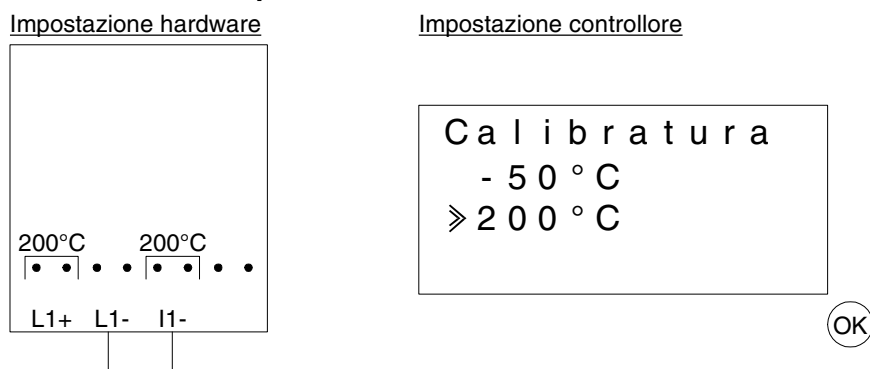 Impostazione hardware
Impostazione controllore
Calibratura
-50°C
≫200°C
200°C 200°C
L1+ L1- I1-
OK